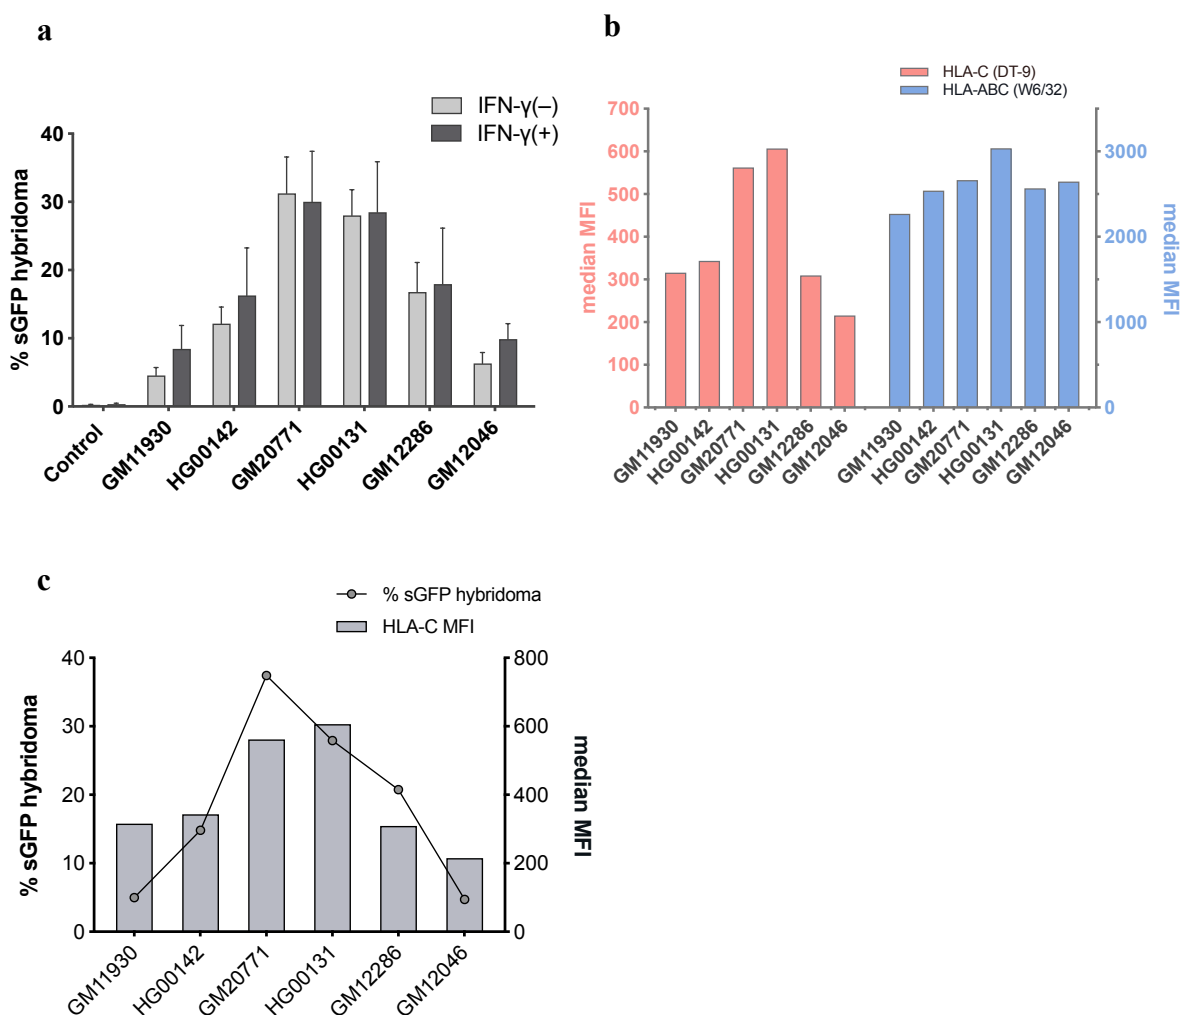 a
IFN-γ(–)
IFN-γ(+)
% sGFP hybridoma
40
30
20
10
0
Control
GM11930
HG00142
GM20771
HG00131
GM12286
GM12046
b
HLA-C (DT-9)
HLA-ABC (W6/32)
median MFI
700
600
500
400
300
200
100
0
3000
2000
1000
0
median MFI
GM11930
HG00142
GM20771
HG00131
GM12286
GM12046
GM11930
HG00142
GM20771
HG00131
GM12286
GM12046
c
% sGFP hybridoma
HLA-C MFI
% sGFP hybridoma
40
30
20
10
0
800
600
400
200
0
median MFI
GM11930
HG00142
GM20771
HG00131
GM12286
GM12046